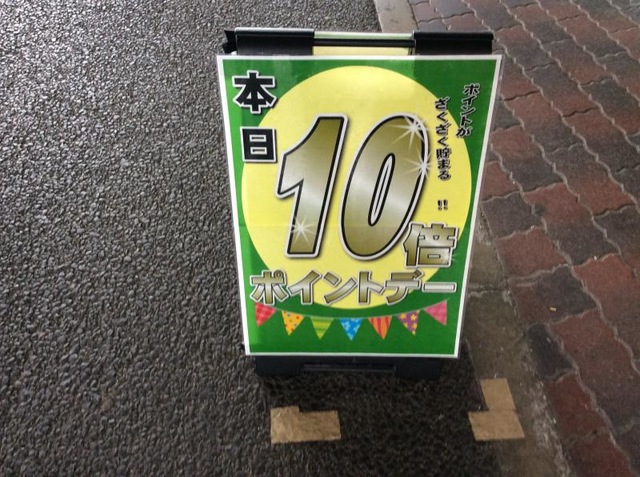 本日
ポイントが
ざくざく貯まる!!
10倍
ポイントデー